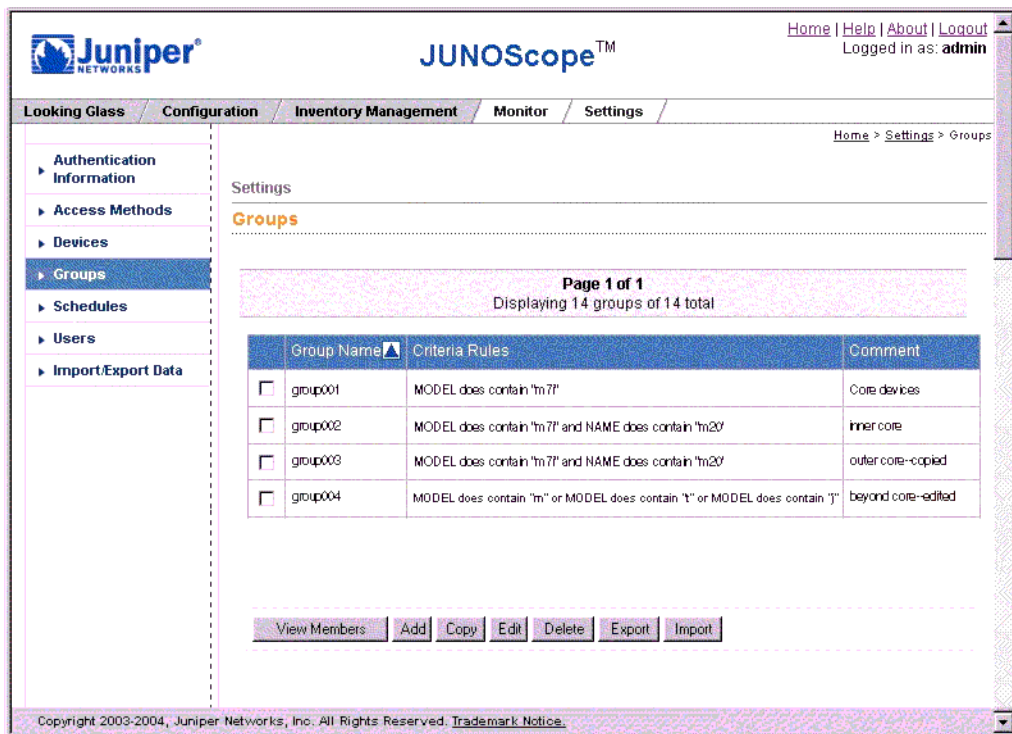 Juniper®
NETWORKS
JUNOScope™
Home | Help | About | Logout
Logged in as: admin
Looking Glass / Configuration / Inventory Management / Monitor / Settings /
Home > Settings > Groups
Authentication
Information
Access Methods
Devices
Groups
Schedules
Users
Import/Export Data
Settings
Groups
Page 1 of 1
Displaying 14 groups of 14 total
Group Name Criteria Rules Comment
group001 MODEL does contain "m7i" Core devices
group002 MODEL does contain "m7i" and NAME does contain "m20" inner core
group003 MODEL does contain "m7i" and NAME does contain "m20" outer core--copied
group004 MODEL does contain "m" or MODEL does contain "t" or MODEL does contain "j" beyond core--edited
View Members Add Copy Edit Delete Export Import
Copyright 2003-2004, Juniper Networks, Inc. All Rights Reserved. Trademark Notice.